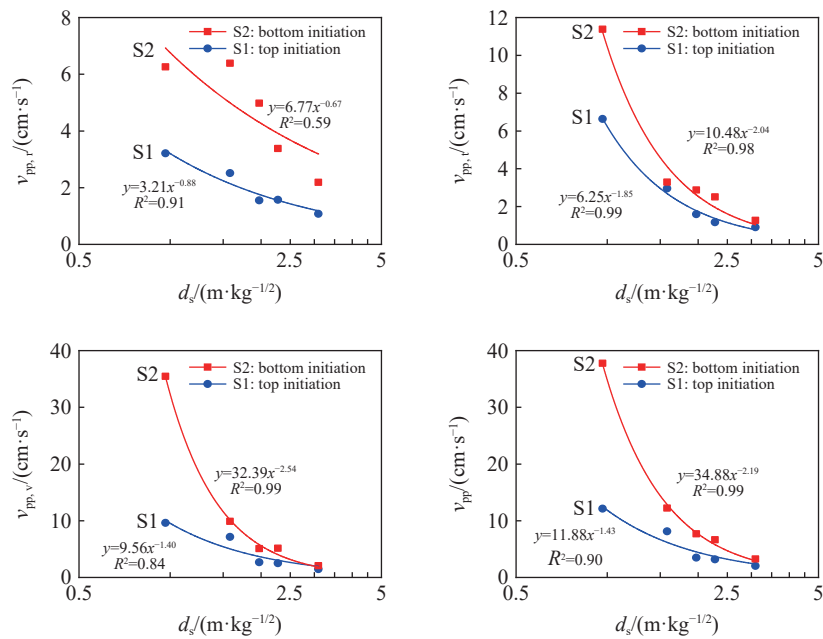 8
6
4
2
0
v_pp, r/(cm·s⁻¹)
S2: bottom initiation
S1: top initiation
S2
y=6.77x^−0.67
R²=0.59
S1
y=3.21x^−0.88
R²=0.91
0.5
2.5
5
d_s/(m·kg^−1/2)
12
10
8
6
4
2
0
v_pp, t/(cm·s⁻¹)
S2: bottom initiation
S1: top initiation
S2
y=10.48x^−2.04
R²=0.98
S1
y=6.25x^−1.85
R²=0.99
0.5
2.5
5
d_s/(m·kg^−1/2)
40
30
20
10
0
v_pp, v/(cm·s⁻¹)
S2: bottom initiation
S1: top initiation
S2
y=32.39x^−2.54
R²=0.99
S1
y=9.56x^−1.40
R²=0.84
0.5
2.5
5
d_s/(m·kg^−1/2)
40
30
20
10
0
v_pp/(cm·s⁻¹)
S2: bottom initiation
S1: top initiation
S2
y=34.88x^−2.19
R²=0.99
S1
y=11.88x^−1.43
R²=0.90
0.5
2.5
5
d_s/(m·kg^−1/2)